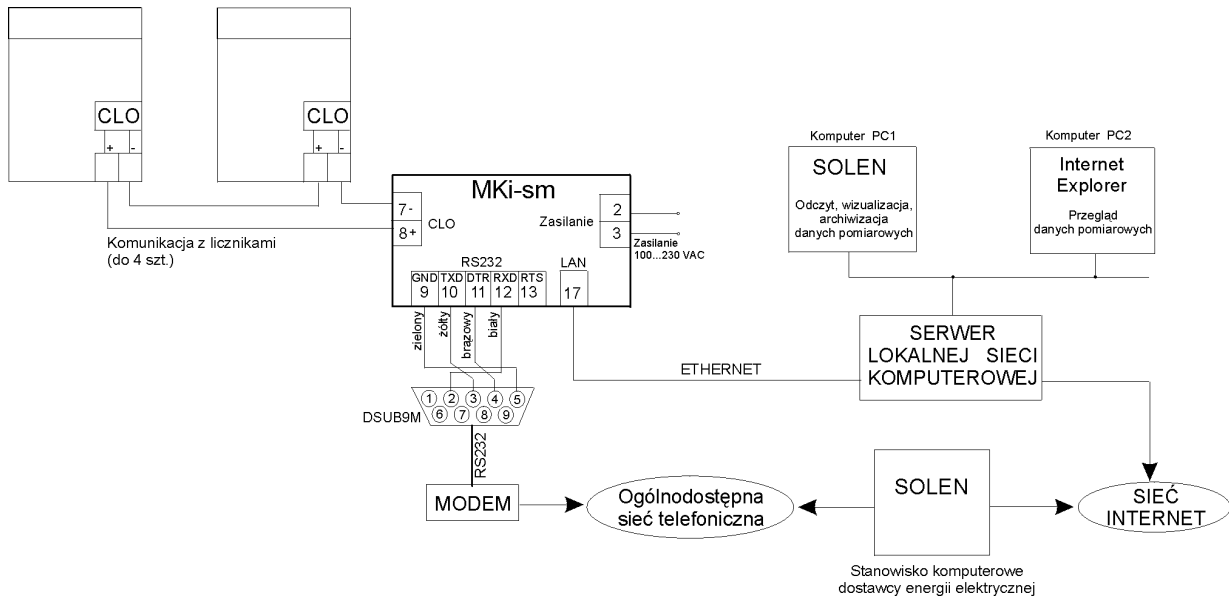 CLO
+ -
CLO
+ -
Komunikacja z licznikami
(do 4 szt.)
MKi-sm
7-
8+
CLO
Zasilanie
2
3
Zasilanie
100...230 VAC
RS232
LAN
GND TXD DTR RXD RTS
9 10 11 12 13
17
zielony
żółty
brązowy
biały
1 2 3 4 5
6 7 8 9
DSUB9M
RS232
MODEM
Ogólnodostępna
sieć telefoniczna
Komputer PC1
SOLEN
Odczyt, wizualizacja,
archiwizacja
danych pomiarowych
Komputer PC2
Internet
Explorer
Przegląd
danych pomiarowych
ETHERNET
SERWER
LOKALNEJ SIECI
KOMPUTEROWEJ
SOLEN
Stanowisko komputerowe
dostawcy energii elektrycznej
SIEĆ
INTERNET